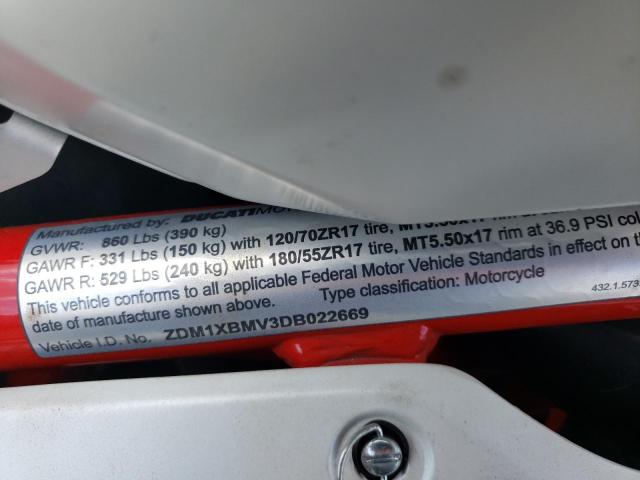 Manufactured by: DUCATI
GVWR: 860 Lbs (390 kg)
GAWR F: 331 Lbs (150 kg) with 120/70ZR17 tire,
GAWR R: 529 Lbs (240 kg) with 180/55ZR17 tire, MT5.50x17 rim at 36.9 PSI
This vehicle conforms to all applicable Federal Motor Vehicle Standards in effect on the
date of manufacture shown above. Type classification: Motorcycle
Vehicle I.D. No. ZDM1XBMV3DB022669
432.1.573